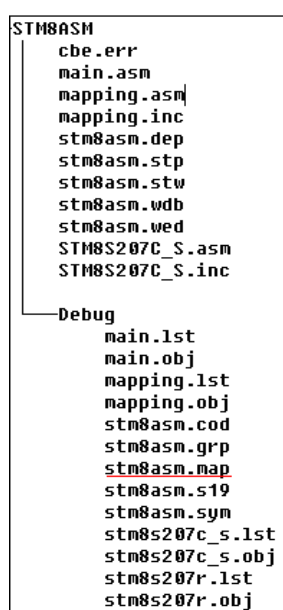 STM8ASM
cbe.err
main.asm
mapping.asm
mapping.inc
stm8asm.dep
stm8asm.stp
stm8asm.stw
stm8asm.wdb
stm8asm.wed
STM8S207C_S.asm
STM8S207C_S.inc
Debug
main.lst
main.obj
mapping.lst
mapping.obj
stm8asm.cod
stm8asm.grp
stm8asm.map
stm8asm.s19
stm8asm.sym
stm8s207c_s.lst
stm8s207c_s.obj
stm8s207r.lst
stm8s207r.obj